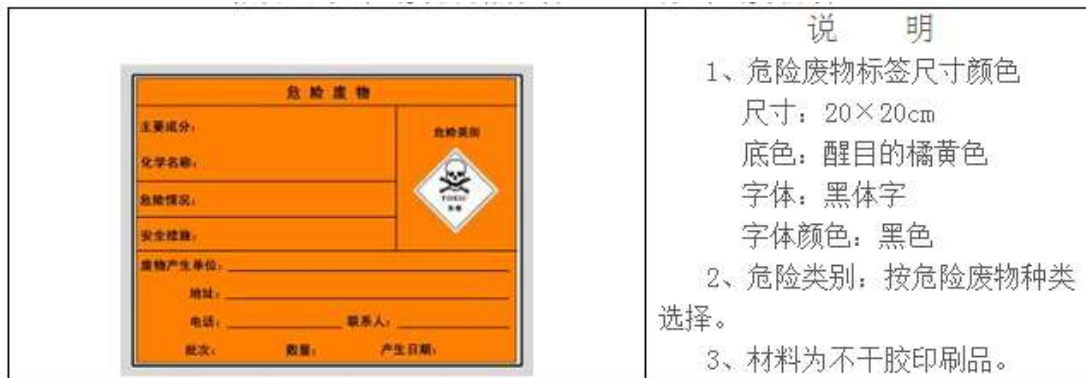 危险废物
主要成分：
化学名称：
危险类别
TOXIC
危险情况：
安全措施：
废物产生单位：
地址：
电话： 联系人：
批次： 数量： 产生日期：
说 明
1、危险废物标签尺寸颜色
尺寸：20×20cm
底色：醒目的橘黄色
字体：黑体字
字体颜色：黑色
2、危险类别：按危险废物种类
选择。
3、材料为不干胶印刷品。